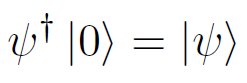 ψ† |0⟩ = |ψ⟩